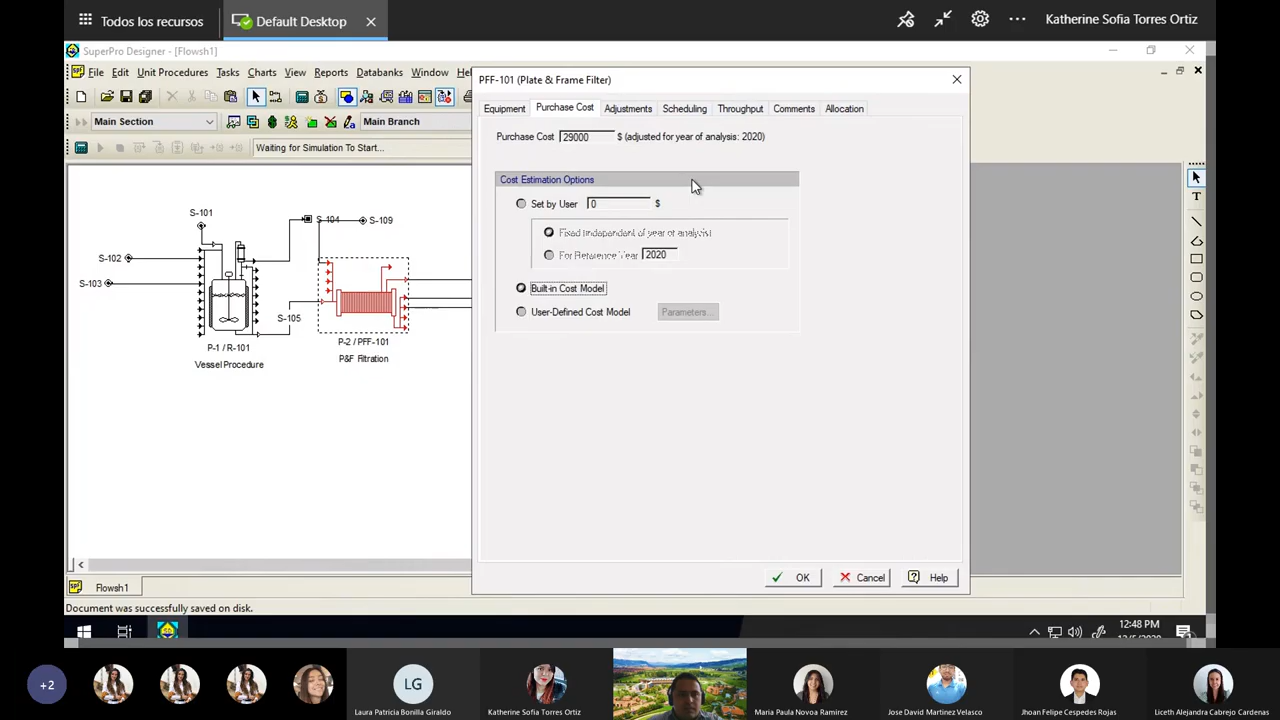 Todos los recursos
Default Desktop
Katherine Sofia Torres Ortiz
SuperPro Designer - [Flowsh1]
File Edit Unit Procedures Tasks Charts View Reports Databanks Window
Main Section
Main Branch
Waiting for Simulation To Start...
PFF-101 (Plate & Frame Filter)
Equipment Purchase Cost Adjustments Scheduling Throughput Comments Allocation
Purchase Cost 29000 $ (adjusted for year of analysis: 2020)
Cost Estimation Options
Set by User 0 $
Fixed (independent of year of analysis)
For Reference Year 2020
Built-in Cost Model
User-Defined Cost Model Parameters...
OK Cancel Help
S-101
S-104
S-109
S-102
S-103
S-105
P-1 / R-101
Vessel Procedure
P-2 / PFF-101
P&F Filtration
Flowsh1
Document was successfully saved on disk.
12:48 PM
+2
LG
Laura Patricia Bonilla Giraldo
Katherine Sofia Torres Ortiz
Maria Paula Novoa Ramirez
Jose David Martinez Velasco
Jhoan Felipe Cespedes Rojas
Liceth Alejandra Cabrejo Cardenas